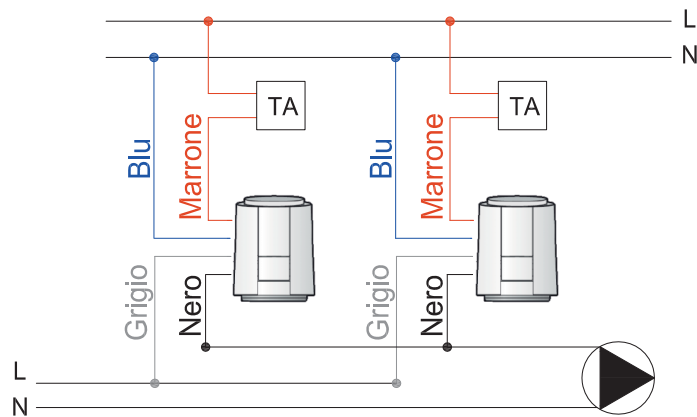 L
N
TA
TA
Blu
Marrone
Blu
Marrone
Grigio
Nero
Grigio
Nero
L
N